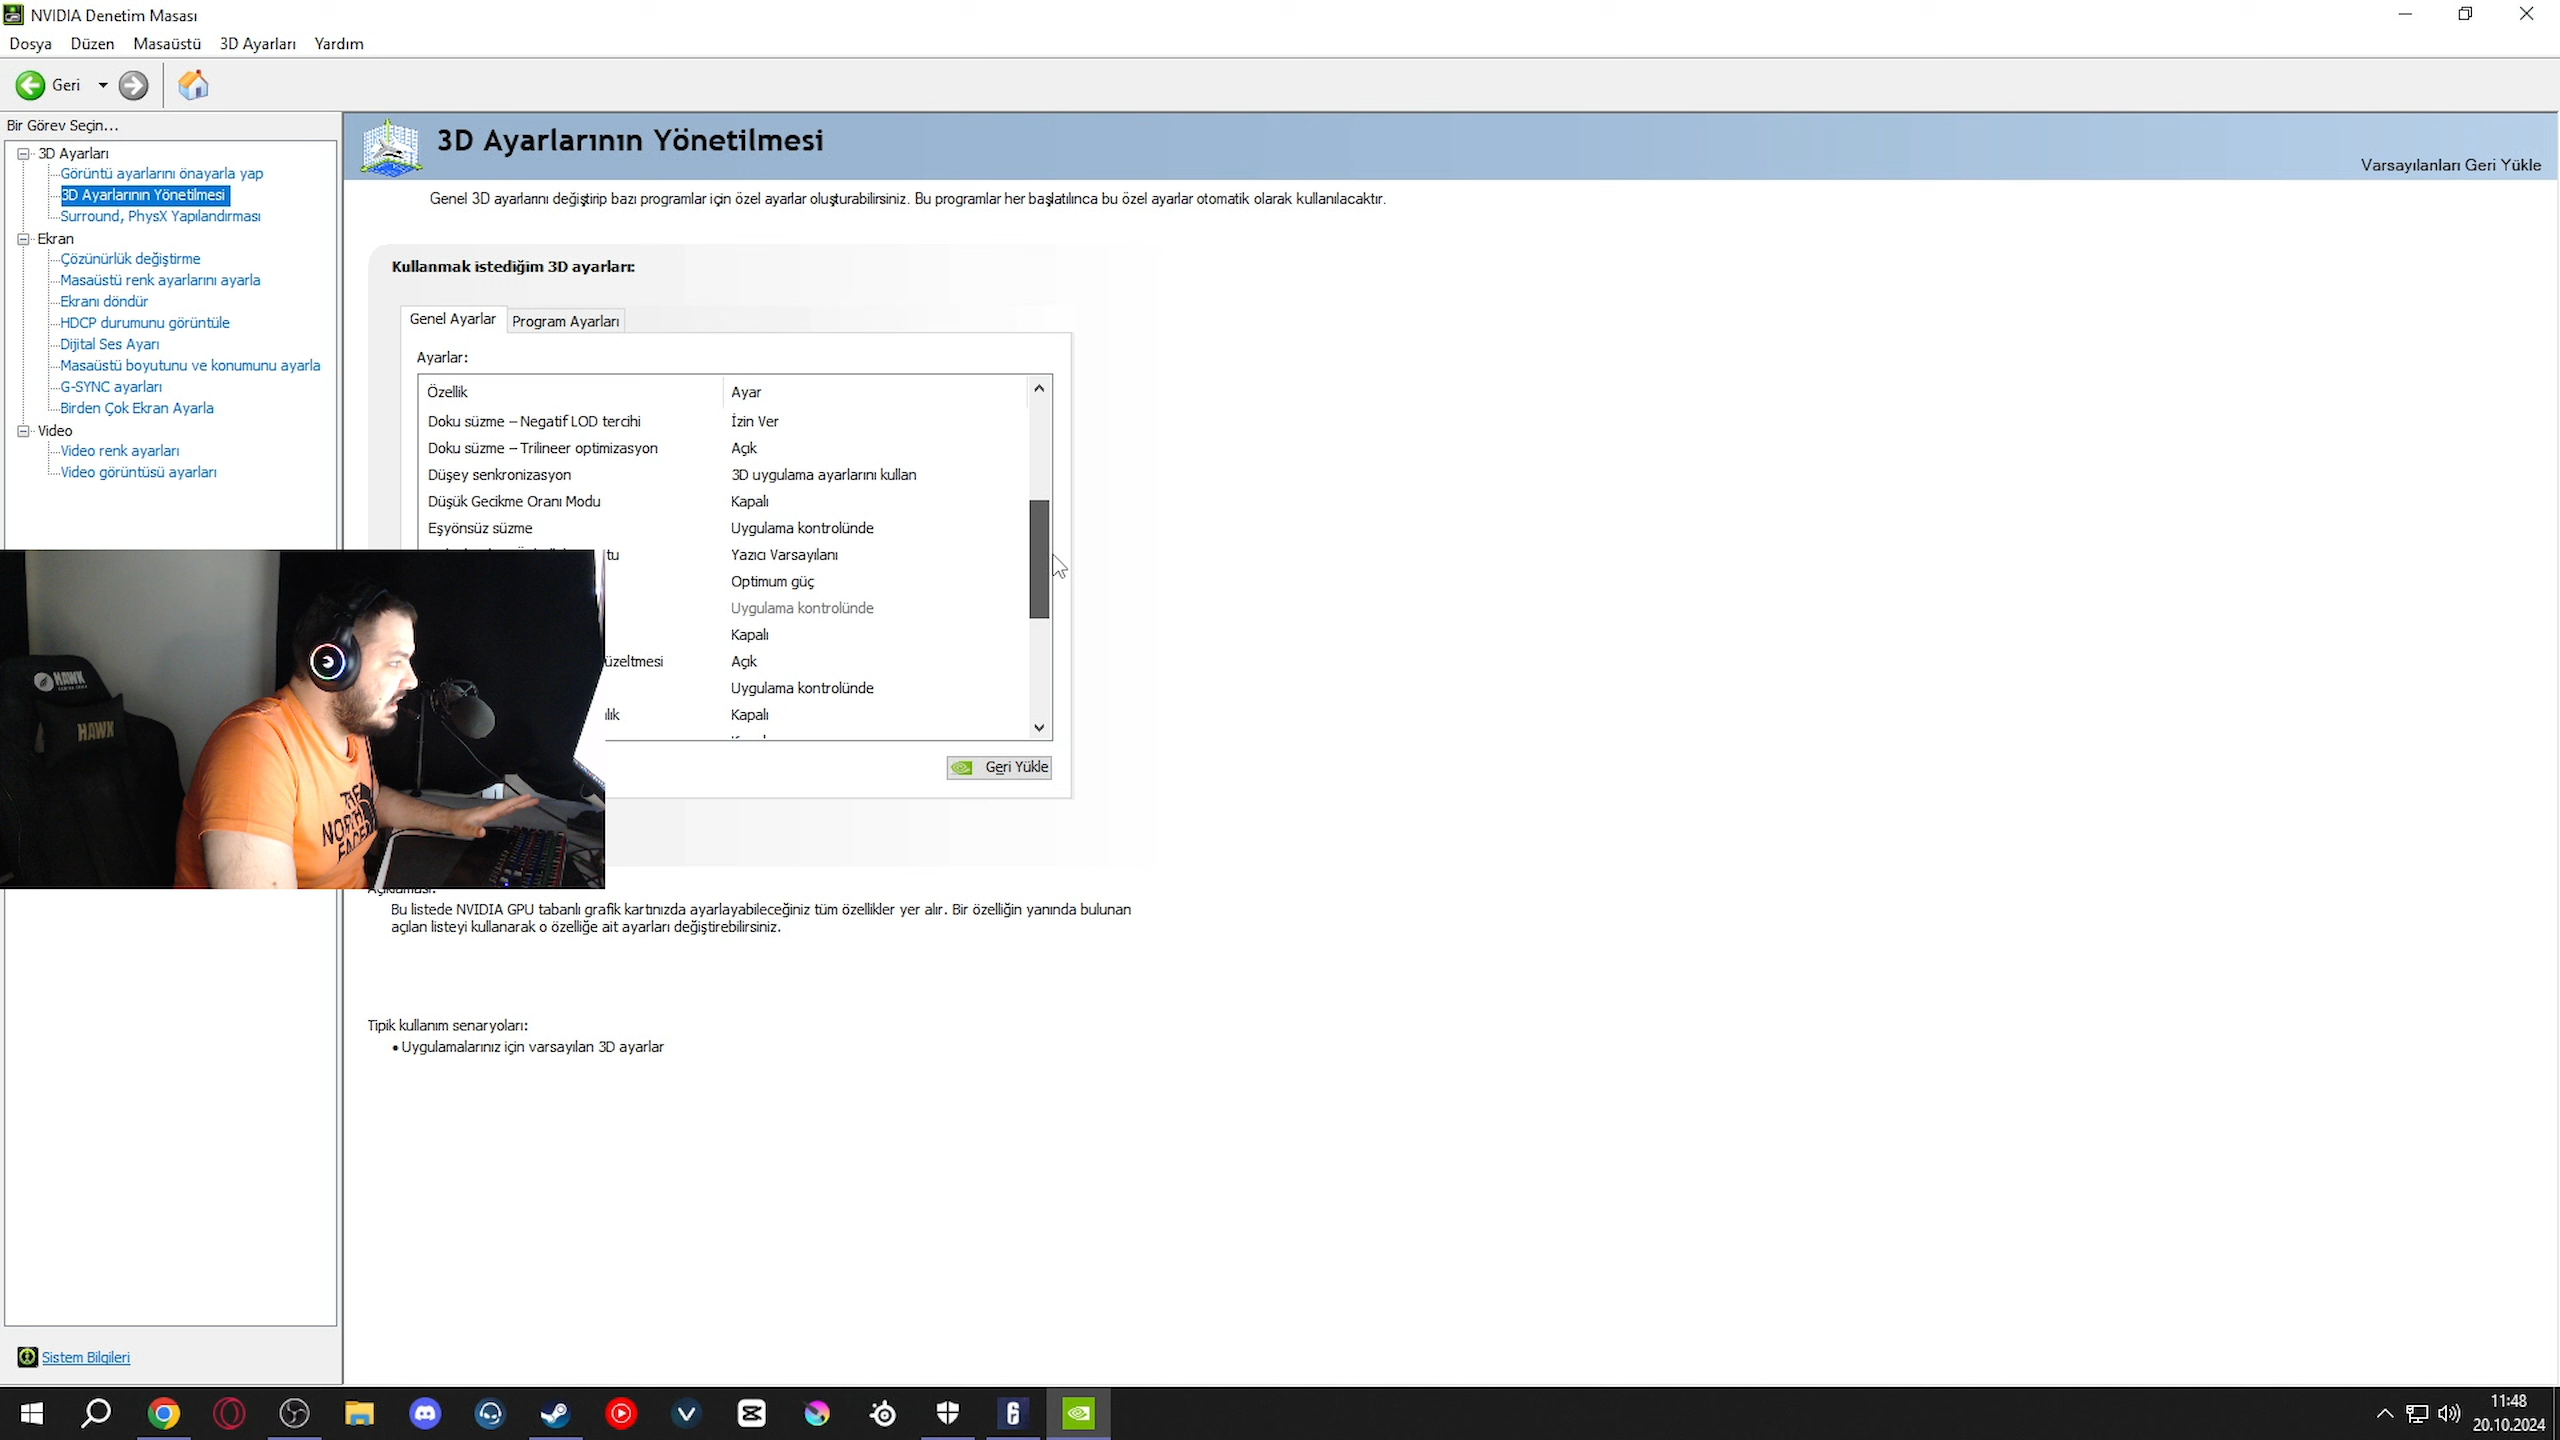 NVIDIA Denetim Masası
Dosya Düzen Masaüstü 3D Ayarları Yardım
Geri
Bir Görev Seçin...
3D Ayarları
Görüntü ayarlarını önayarla yap
3D Ayarlarının Yönetilmesi
Surround, PhysX Yapılandırması
Ekran
Çözünürlük değiştirme
Masaüstü renk ayarlarını ayarla
Ekranı döndür
HDCP durumunu görüntüle
Dijital Ses Ayarı
Masaüstü boyutunu ve konumunu ayarla
G-SYNC ayarları
Birden Çok Ekran Ayarla
Video
Video renk ayarları
Video görüntüsü ayarları
Sistem Bilgileri
3D Ayarlarının Yönetilmesi
Varsayılanları Geri Yükle
Genel 3D ayarlarını değiştirip bazı programlar için özel ayarlar oluşturabilirsiniz. Bu programlar her başlatılınca bu özel ayarlar otomatik olarak kullanılacaktır.
Kullanmak istediğim 3D ayarları:
Genel Ayarlar Program Ayarları
Ayarlar:
Özellik Ayar
Doku süzme – Negatif LOD tercihi İzin Ver
Doku süzme – Trilineer optimizasyon Açık
Düşey senkronizasyon 3D uygulama ayarlarını kullan
Düşük Gecikme Oranı Modu Kapalı
Eşyönsüz süzme Uygulama kontrolünde
tu Yazıcı Varsayılanı
Optimum güç
Uygulama kontrolünde
Kapalı
üzeltmesi Açık
Uygulama kontrolünde
lik Kapalı
Geri Yükle
HAWK
HAWK
THE
NORTH
FACE
Açıklaması:
Bu listede NVIDIA GPU tabanlı grafik kartınızda ayarlayabileceğiniz tüm özellikler yer alır. Bir özelliğin yanında bulunan
açılan listeyi kullanarak o özelliğe ait ayarları değiştirebilirsiniz.
Tipik kullanım senaryoları:
• Uygulamalarınız için varsayılan 3D ayarlar
11:48
20.10.2024